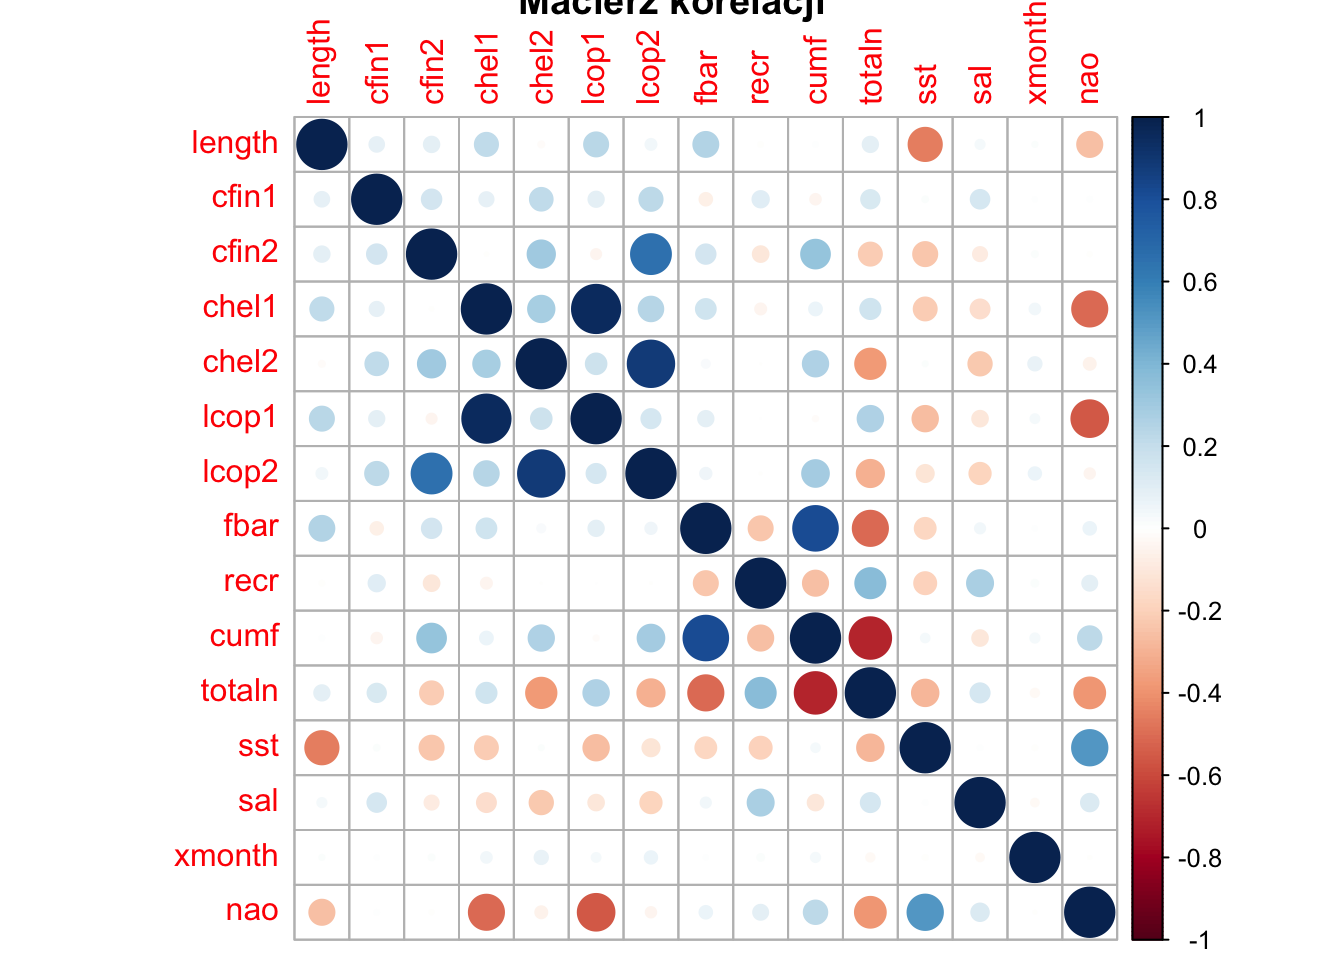 Macierz korelacji
length cfin1 cfin2 chel1 chel2 lcop1 lcop2 fbar recr cumf totaln sst sal xmonth nao
length
cfin1
cfin2
chel1
chel2
lcop1
lcop2
fbar
recr
cumf
totaln
sst
sal
xmonth
nao
1
0.8
0.6
0.4
0.2
0
-0.2
-0.4
-0.6
-0.8
-1